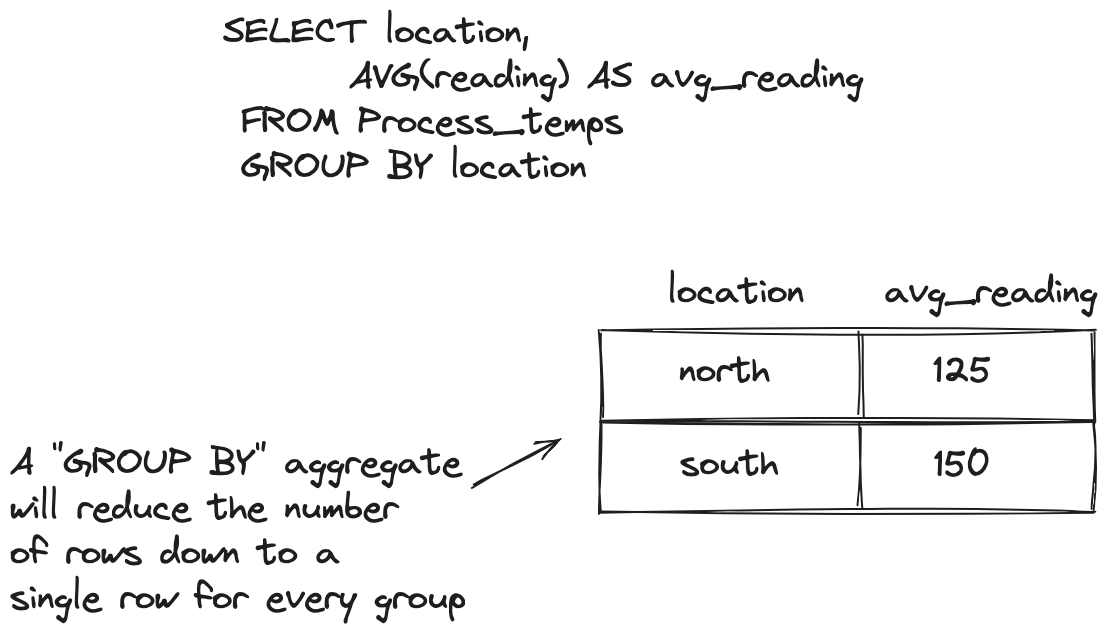 SELECT location,
AVG(reading) AS avg_reading
FROM Process_temps
GROUP BY location
location avg_reading
north 125
south 150
A "GROUP BY" aggregate
will reduce the number
of rows down to a
single row for every group